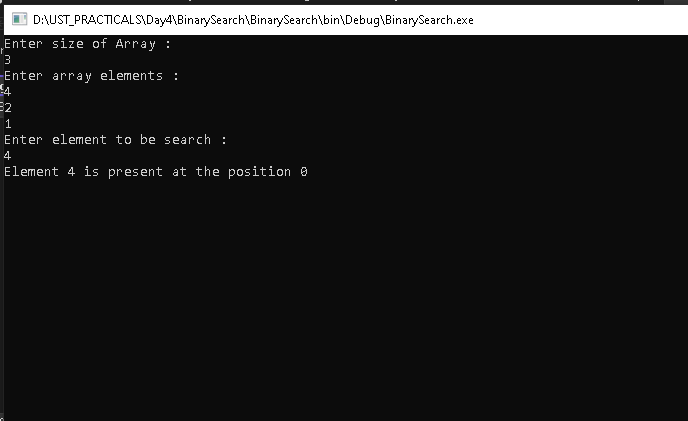 D:\UST_PRACTICALS\Day4\BinarySearch\BinarySearch\bin\Debug\BinarySearch.exe
Enter size of Array :
3
Enter array elements :
4
2
1
Enter element to be search :
4
Element 4 is present at the position 0